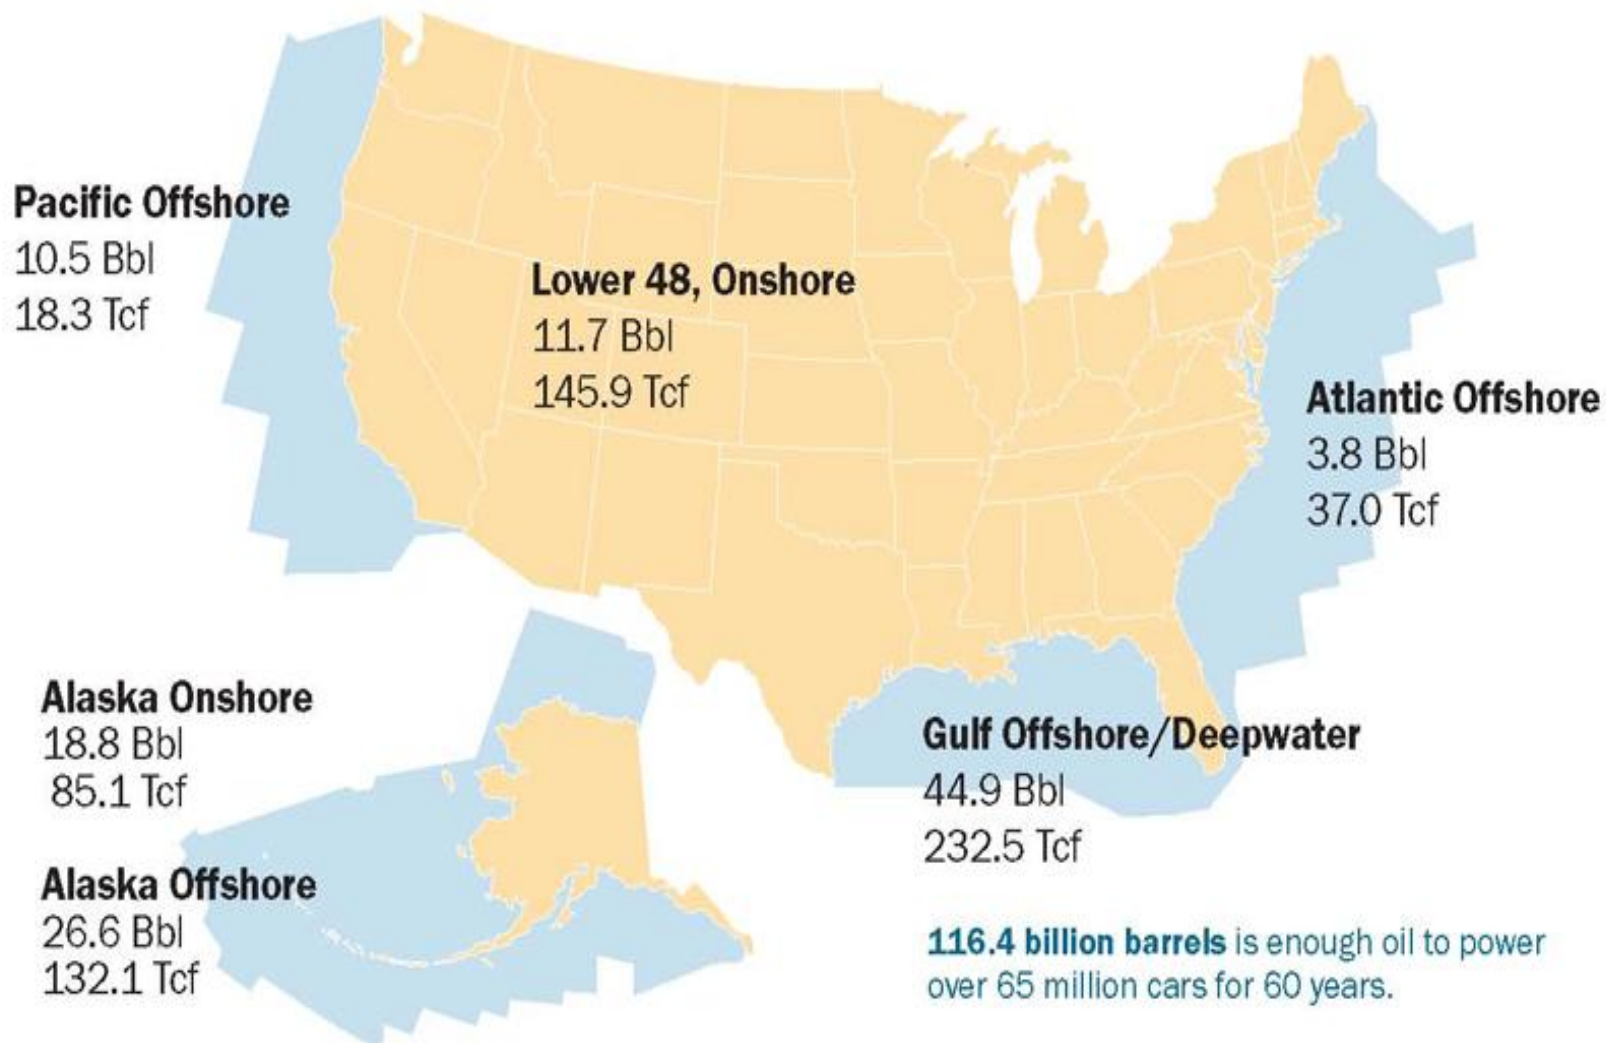 Pacific Offshore
10.5 Bbl
18.3 Tcf
Lower 48, Onshore
11.7 Bbl
145.9 Tcf
Atlantic Offshore
3.8 Bbl
37.0 Tcf
Alaska Onshore
18.8 Bbl
85.1 Tcf
Alaska Offshore
26.6 Bbl
132.1 Tcf
Gulf Offshore/Deepwater
44.9 Bbl
232.5 Tcf
116.4 billion barrels is enough oil to power
over 65 million cars for 60 years.